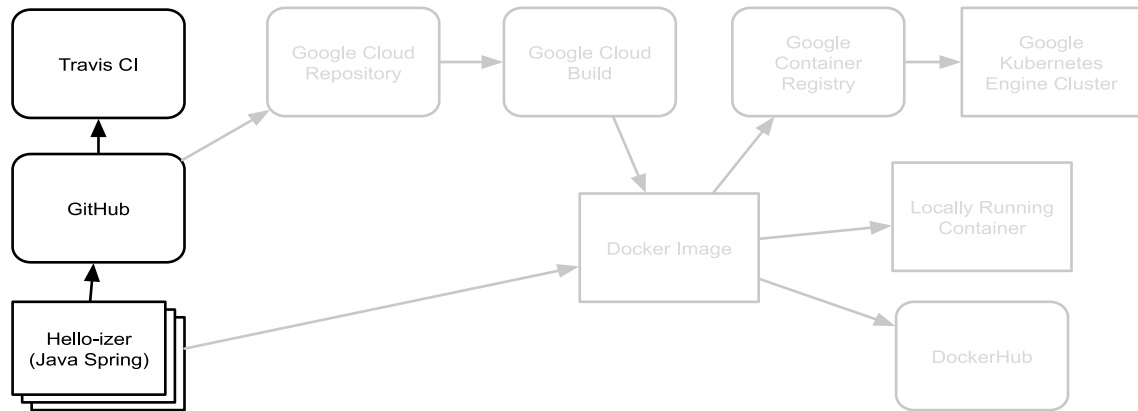 Travis CI
Google Cloud
Repository
Google Cloud
Build
Google
Container
Registry
Google
Kubernetes
Engine Cluster
GitHub
Docker Image
Locally Running
Container
Hello-izer
(Java Spring)
DockerHub